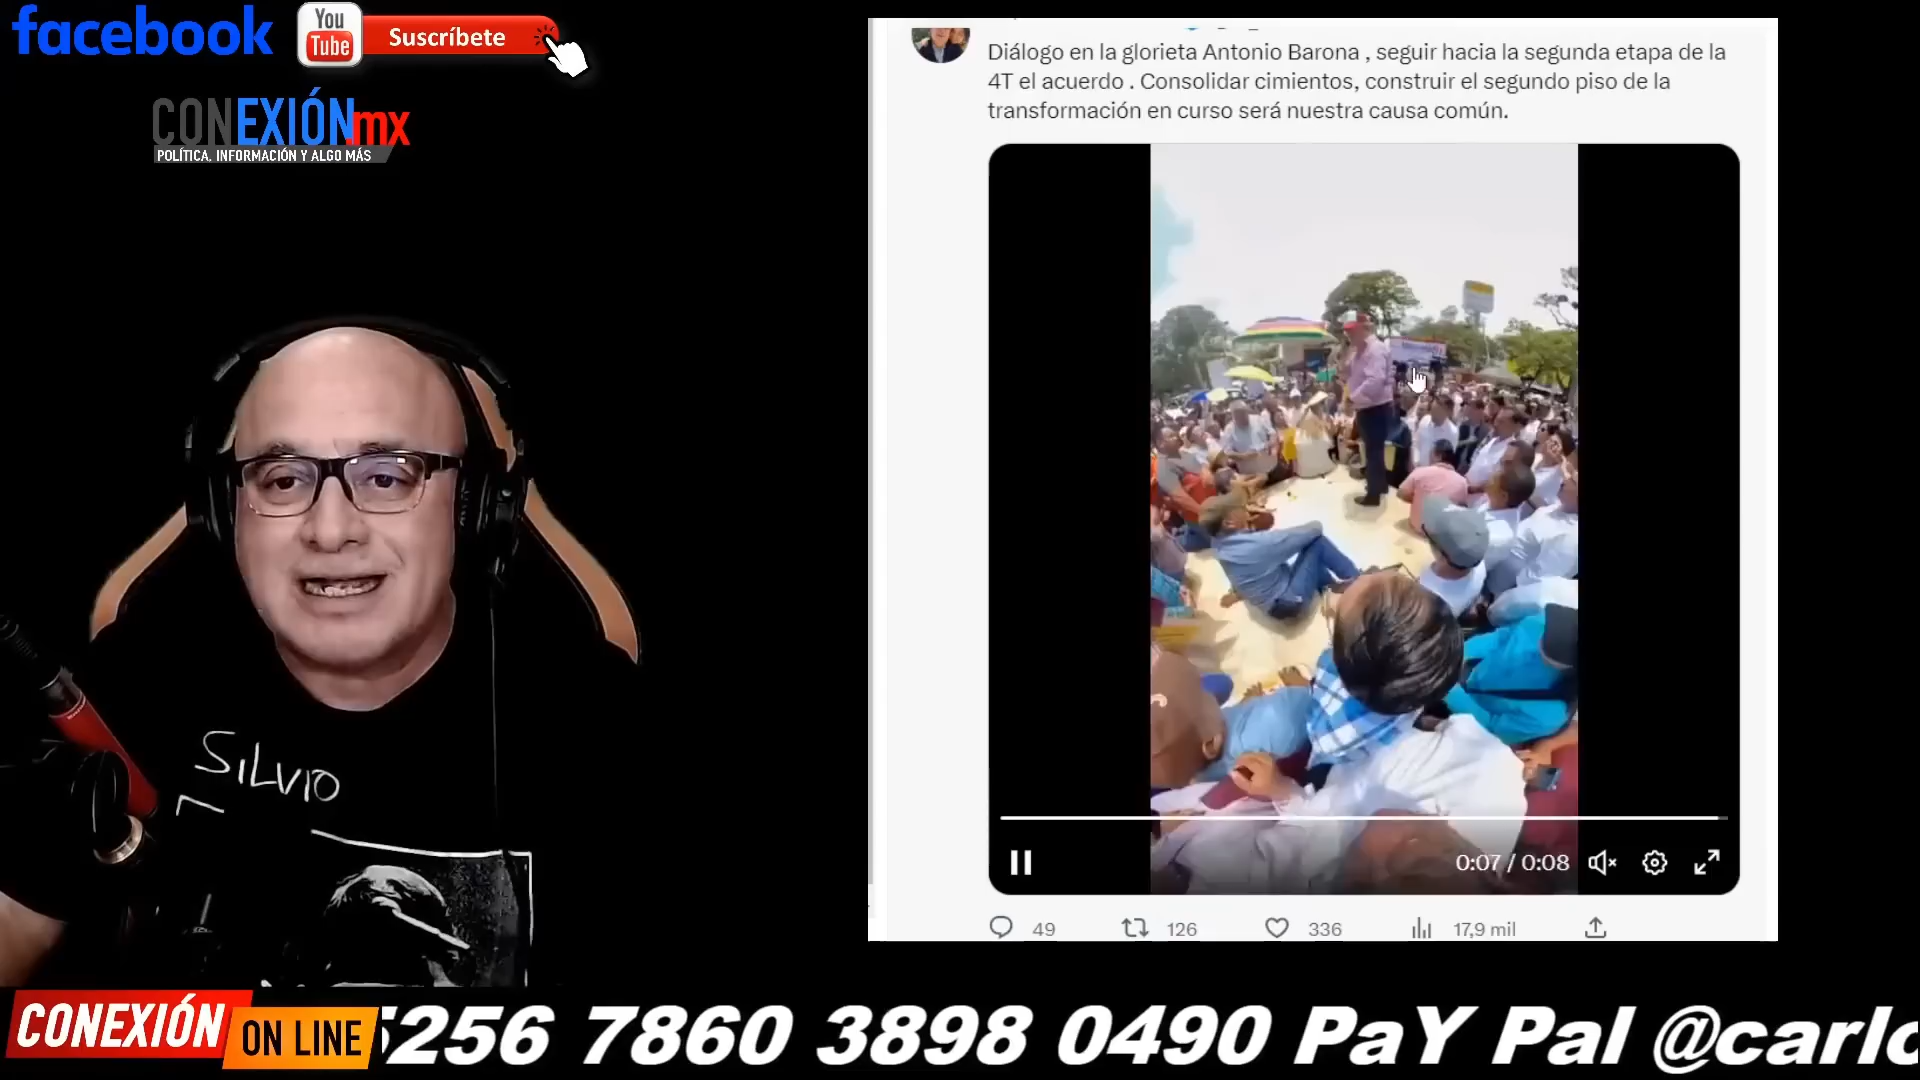 facebook
You
Tube
Suscríbete
CONEXIÓNmx
POLÍTICA, INFORMACIÓN Y ALGO MÁS
Diálogo en la glorieta Antonio Barona , seguir hacia la segunda etapa de la
4T el acuerdo . Consolidar cimientos, construir el segundo piso de la
transformación en curso será nuestra causa común.
SILVIO
0:07 / 0:08
49
126
336
17,9 mil
CONEXIÓN
ON LINE
5256 7860 3898 0490 PaY Pal @carlo